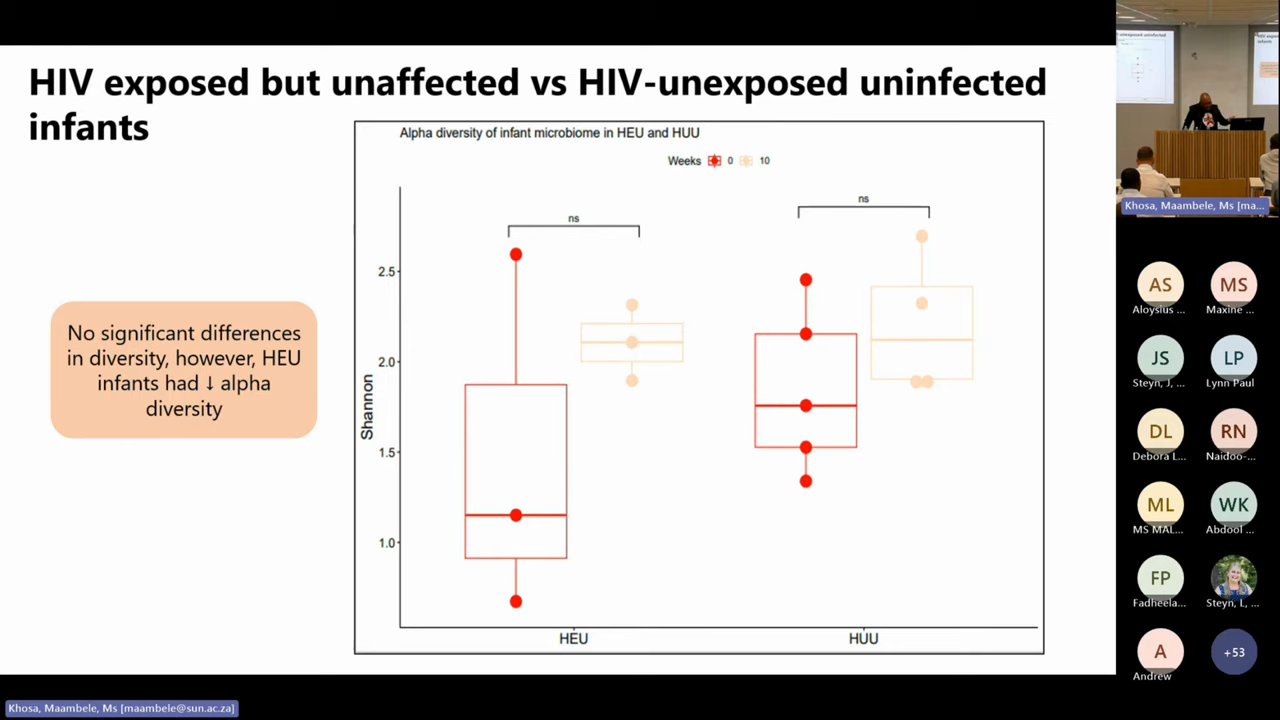 HIV exposed but unaffected vs HIV-unexposed uninfected
infants
Alpha diversity of infant microbiome in HEU and HUU
Weeks 0 10
ns
ns
No significant differences
in diversity, however, HEU
infants had ↓ alpha
diversity
Shannon
2.5
2.0
1.5
1.0
HEU
HUU
Khosa, Maambele, Ms [ma...
AS
Aloysius ...
MS
Maxine ...
JS
Steyn, J, ...
LP
Lynn Paul
DL
Debora L...
RN
Naidoo-...
ML
MS MAL...
WK
Abdool ...
FP
Fadheela...
Steyn, L, ...
A
Andrew
+53
Khosa, Maambele, Ms [maambele@sun.ac.za]